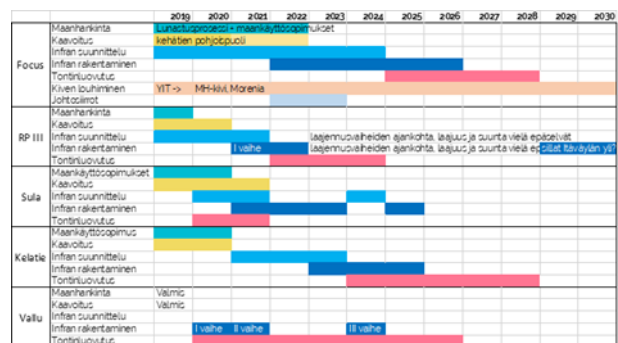 2019 2020 2021 2022 2023 2024 2025 2026 2027 2028 2029 2030
Focus
Maanhankinta Lunastusprosessi + maankäyttösopimukset
Kaavoitus kehätien pohjoispuoli
Infran suunnittelu
Infran rakentaminen
Tontinluovutus
Kiven louhiminen YIT -> MH-kivi, Morenia
Johtosiirrot
RP III
Maanhankinta
Kaavoitus
Infran suunnittelu laajennusvaiheiden ajankohta, laajuus ja suunta vielä epäselvät
Infran rakentaminen I vaihe laajennusvaiheiden ajankohta, laajuus ja suunta vielä ep sillat Itäväylän yli?
Tontinluovutus
Sula
Maankäyttösopimukset
Kaavoitus
Infran suunnittelu
Infran rakentaminen
Tontinluovutus
Kelatie
Maankäyttösopimus
Kaavoitus
Infran suunnittelu
Infran rakentaminen
Tontinluovutus
Vallu
Maanhankinta Valmis
Kaavoitus Valmis
Infran suunnittelu
Infran rakentaminen I vaihe II vaihe III vaihe
Tontinluovutus